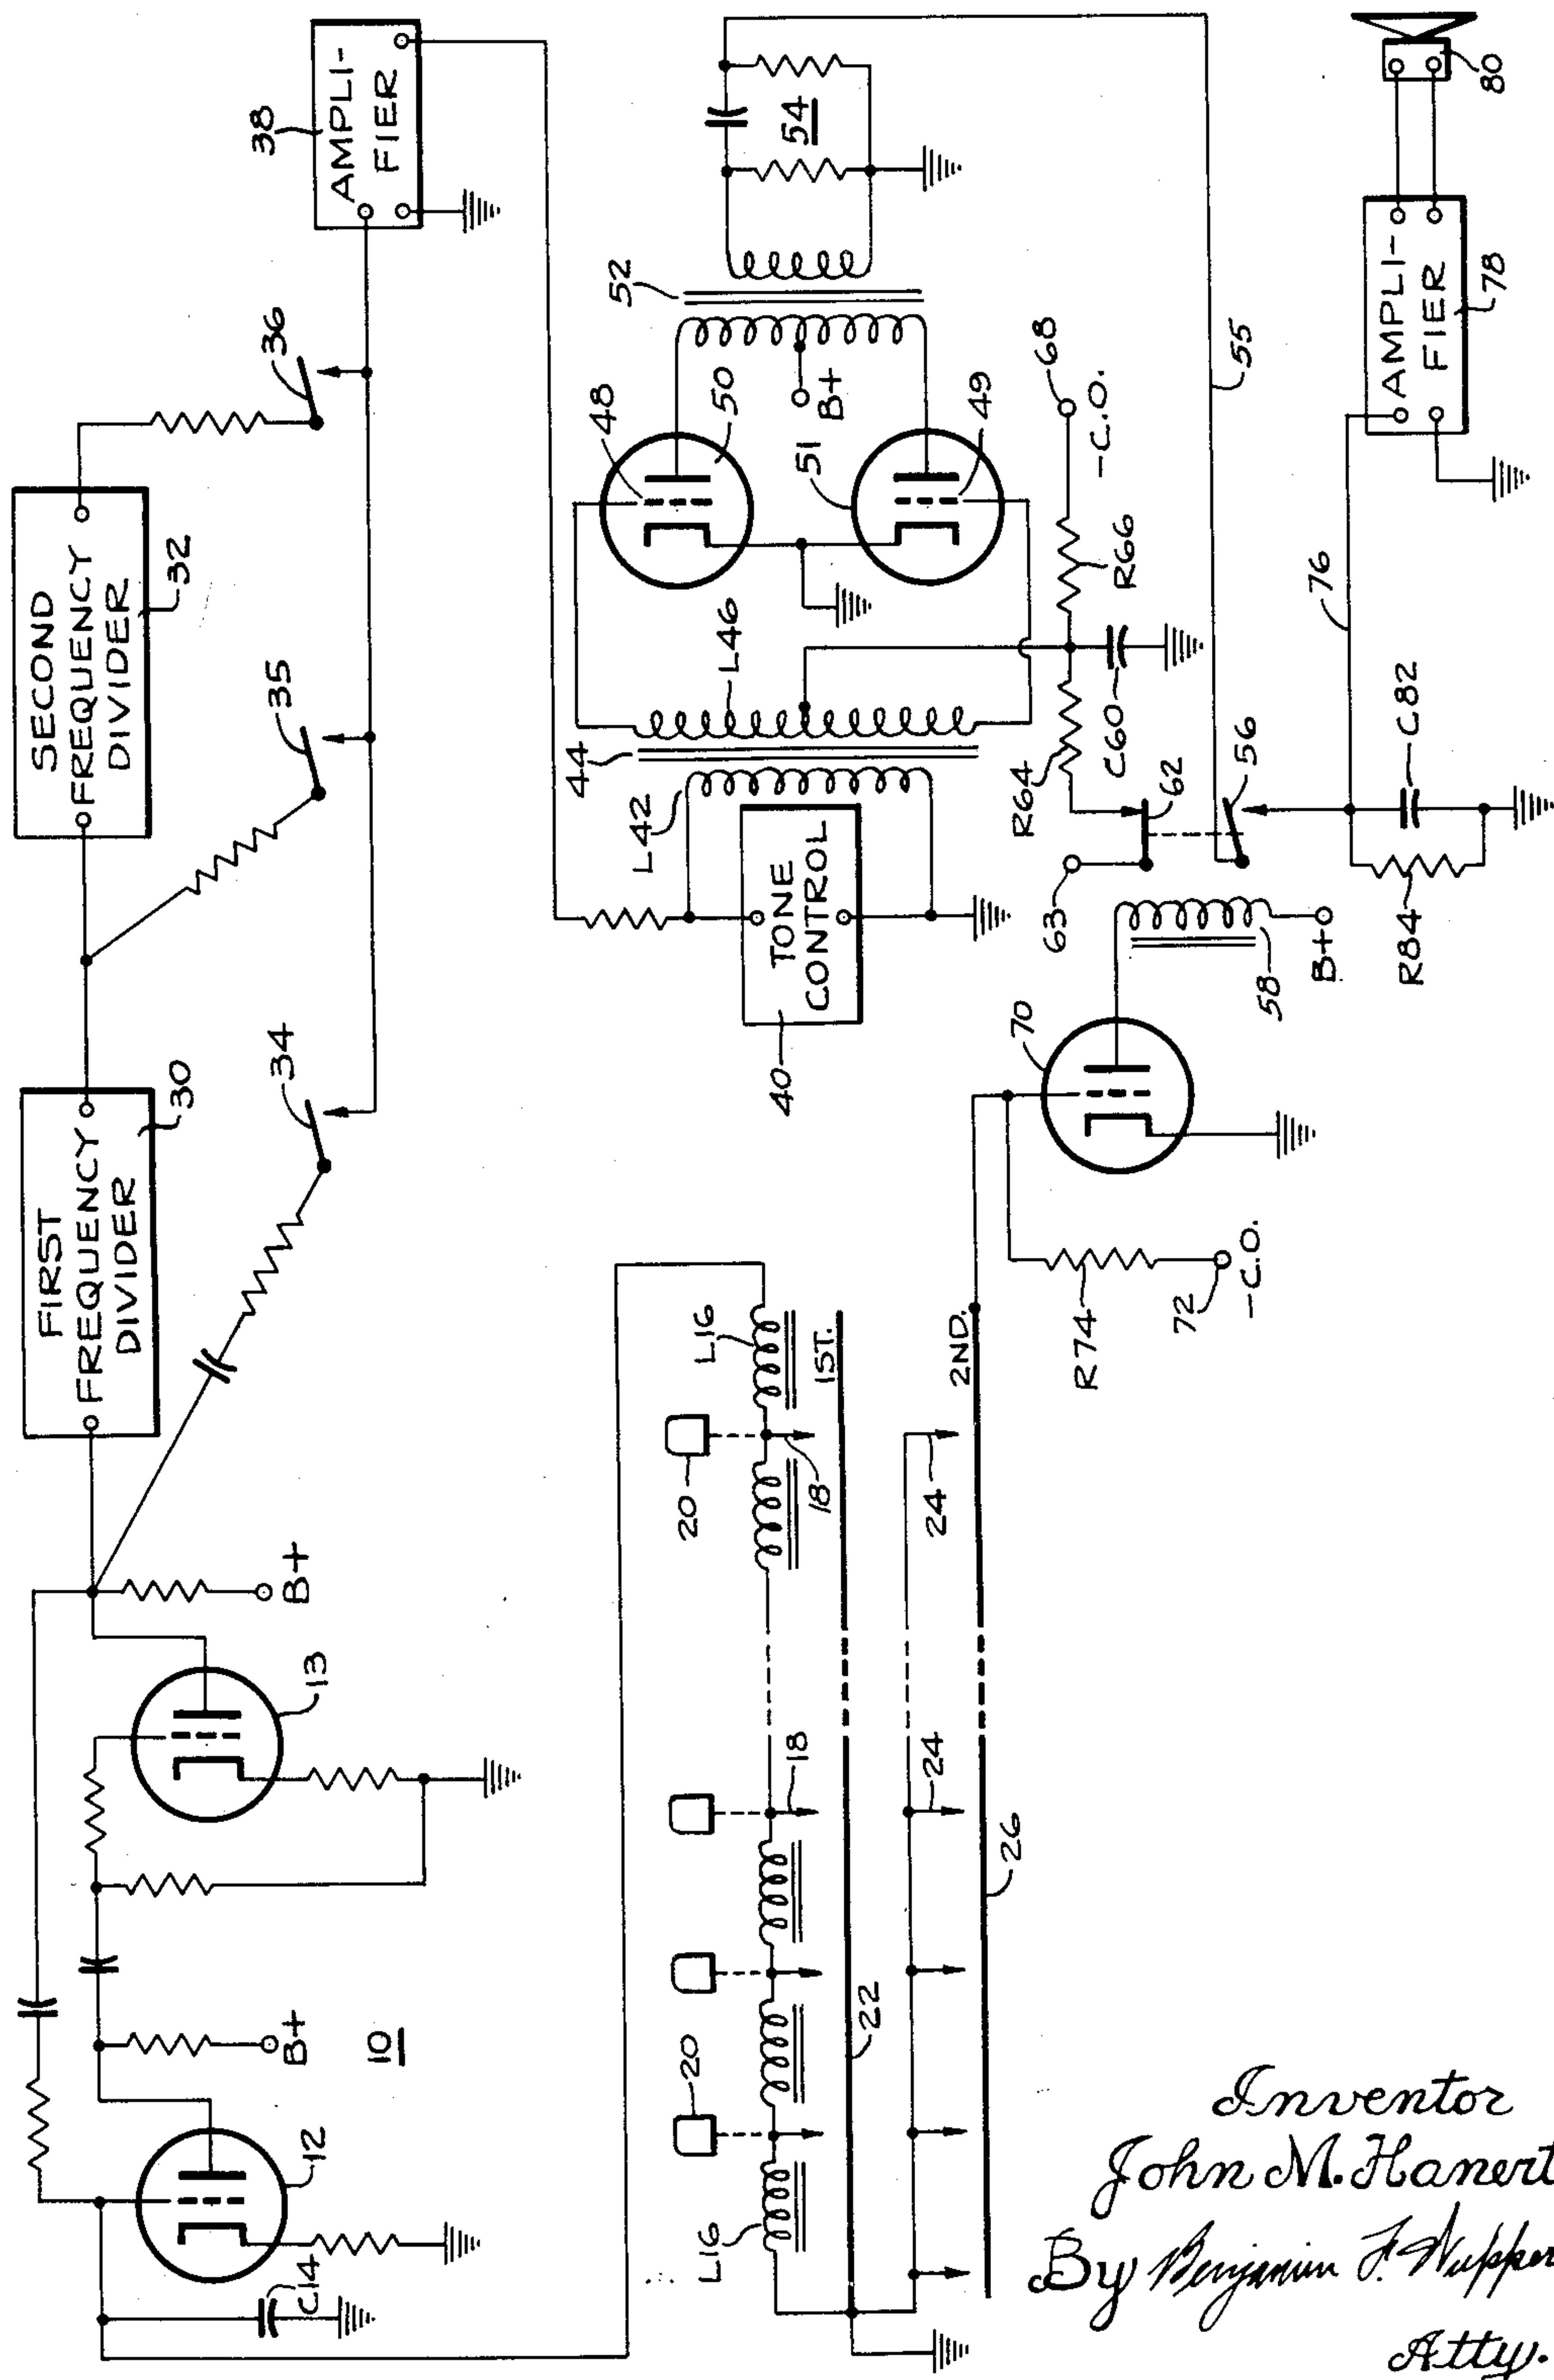 12
C14
B+
10
13
B+
FIRST
FREQUENCY
DIVIDER
30
34
SECOND
FREQUENCY
DIVIDER
32
35
36
38
AMPLI-
FIER
L16
20
18
20
18
L16
1ST.
22
24
24
2ND.
26
40
TONE
CONTROL
L42
44
L46
48
50
51
49
B+
52
54
R74
72
-C.O.
70
58
B+
63
62
R64
C60
R66
68
-C.O.
56
55
R84
C82
76
AMPLI-
FIER
78
80
Inventor
John M. Hanert
By Benjamin F.
Atty.